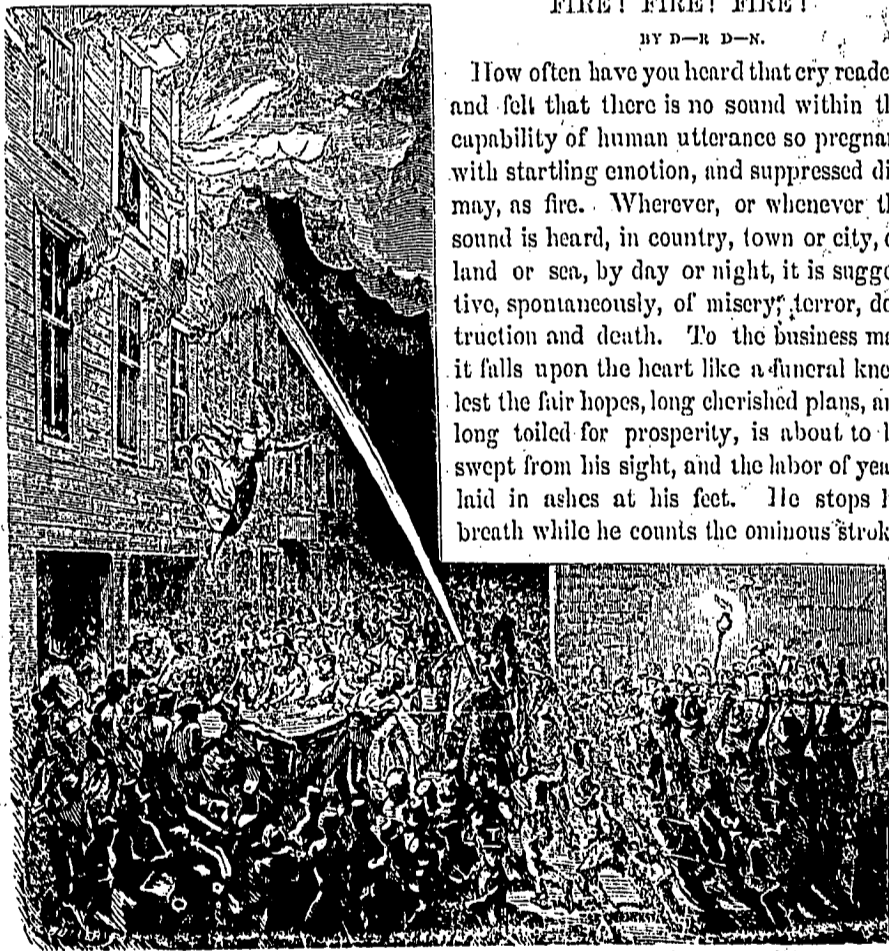 FIRE! FIRE! FIRE!
BY D—R D—N.
How often have you heard that cry reade
and felt that there is no sound within th
capability of human utterance so pregnan
with startling emotion, and suppressed di
may, as fire. Wherever, or whenever th
sound is heard, in country, town or city, o
land or sea, by day or night, it is sugge
tive, spontaneously, of misery, terror, de
truction and death. To the business ma
it falls upon the heart like a funeral kne
lest the fair hopes, long cherished plans, an
long toiled for prosperity, is about to b
swept from his sight, and the labor of yea
laid in ashes at his feet. He stops h
breath while he counts the ominous strok